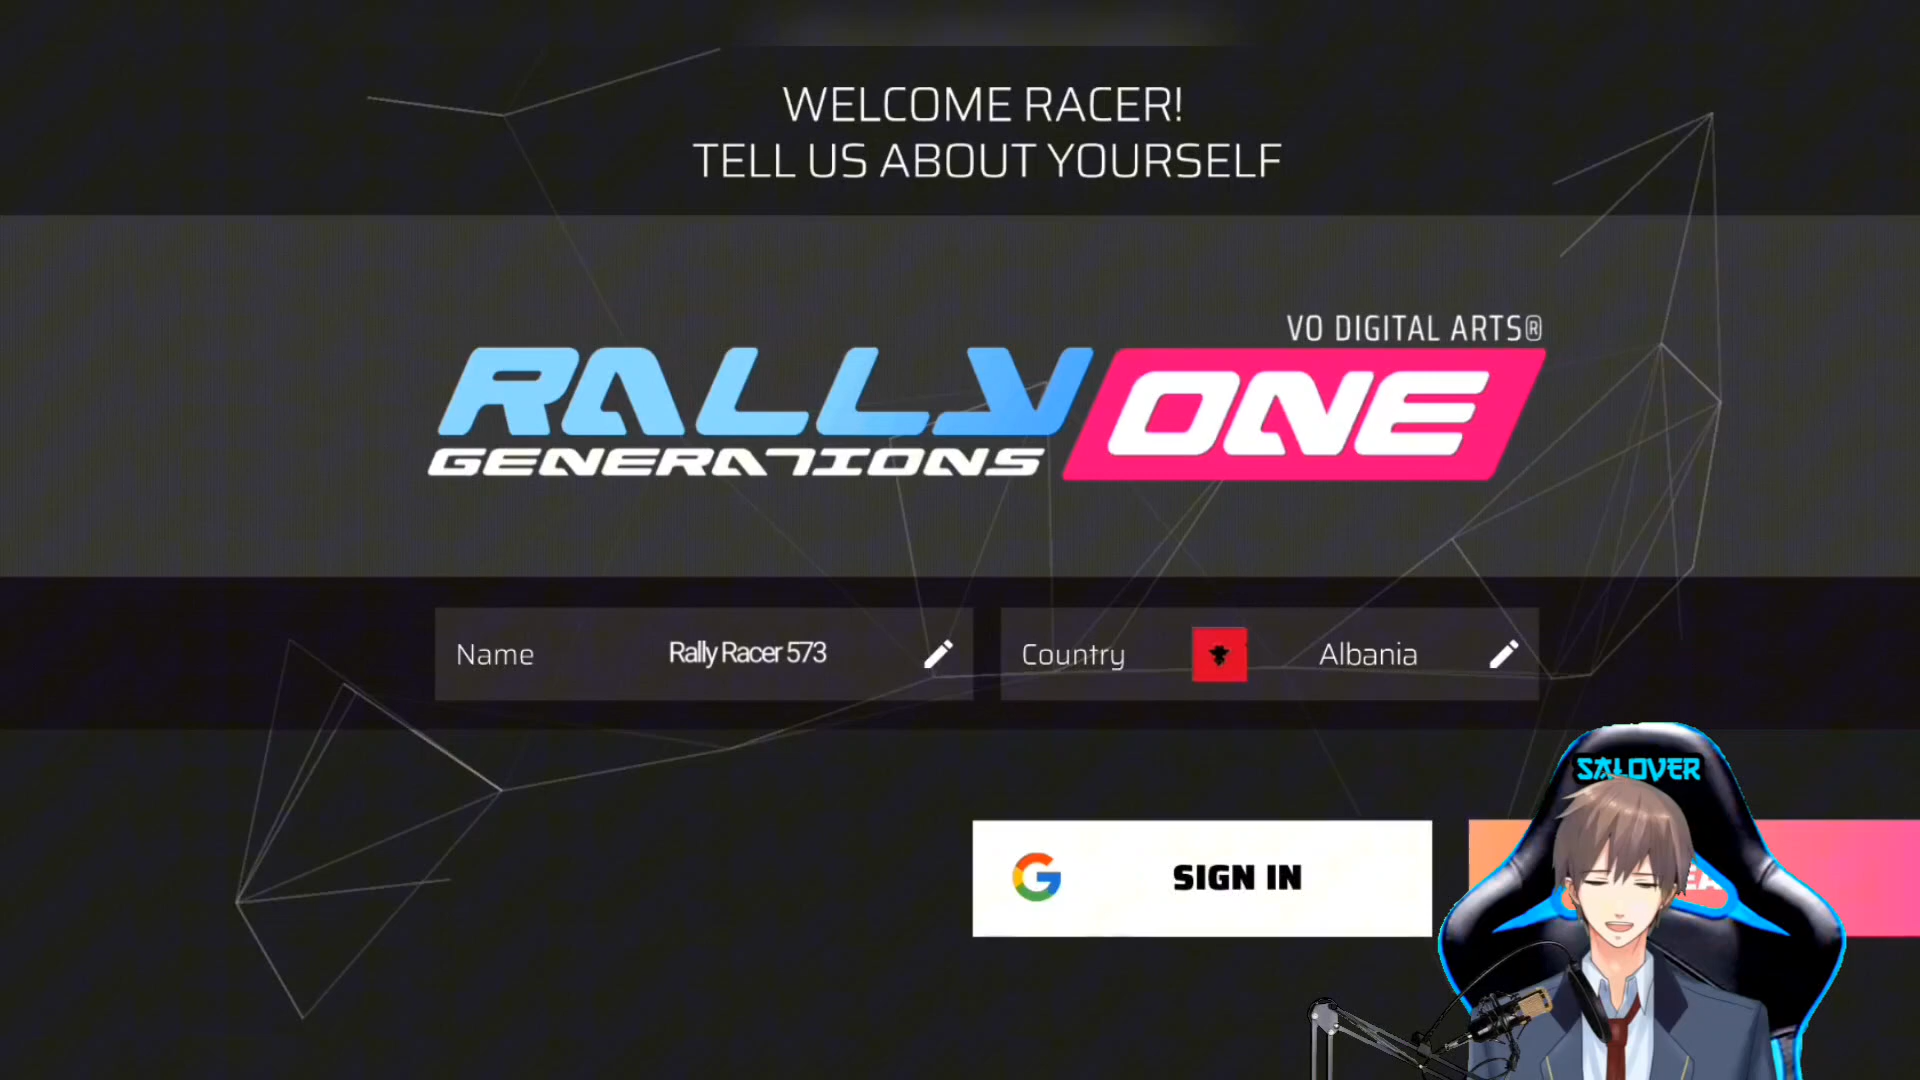 WELCOME RACER!
TELL US ABOUT YOURSELF
VO DIGITAL ARTS®
RALLY ONE
GENERATIONS
Name Rally Racer 573 Country Albania
SIGN IN
SALOVER